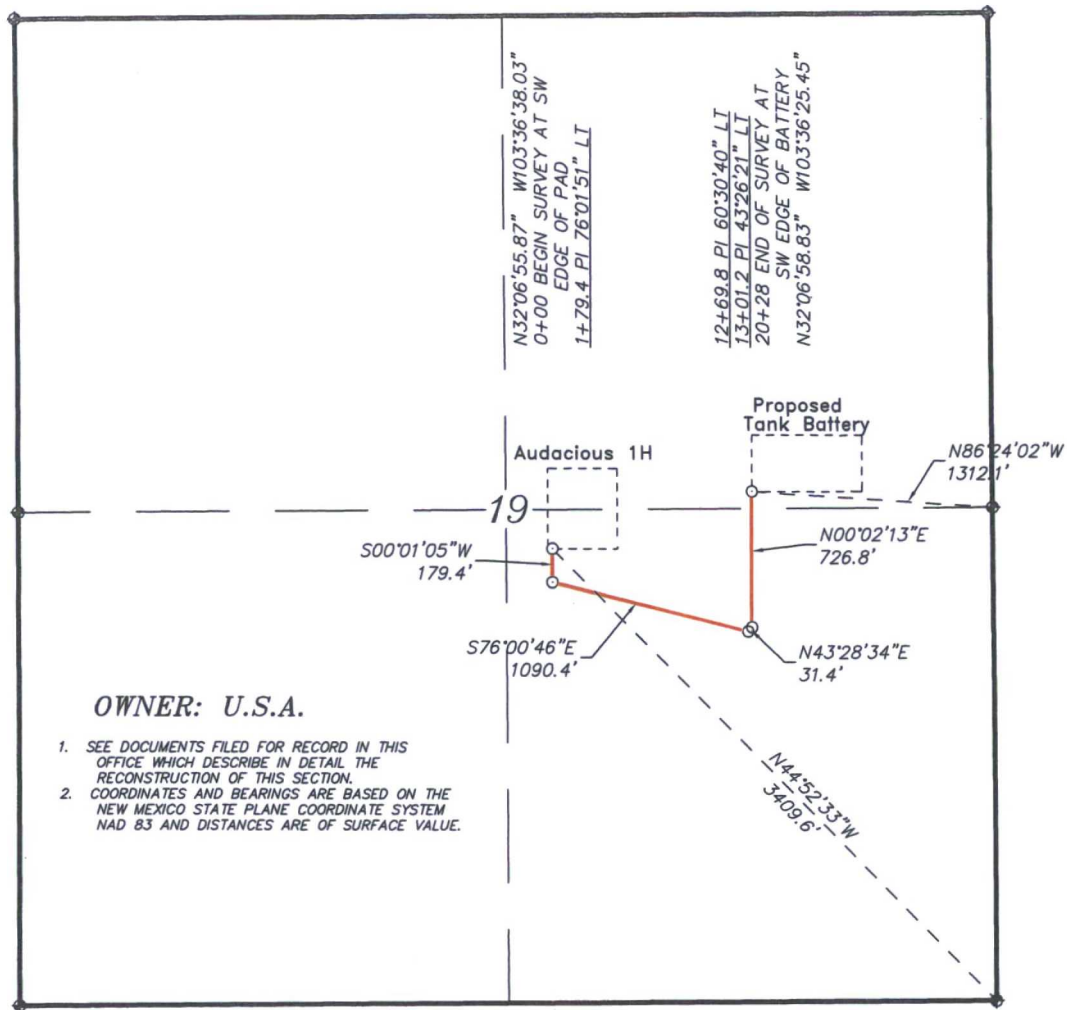 N32°06'55.87" W103°36'38.03"
0+00 BEGIN SURVEY AT SW
EDGE OF PAD
1+79.4 PI 76°01'51" LT
12+69.8 PI 60°30'40" LT
13+01.2 PI 43°26'21" LT
20+28 END OF SURVEY AT
SW EDGE OF BATTERY
N32°06'58.83" W103°36'25.45"
Proposed
Tank Battery
Audacious 1H
N86°24'02"W
1312.1'
19
S00°01'05"W
179.4'
N00°02'13"E
726.8'
S76°00'46"E
1090.4'
N43°28'34"E
31.4'
N44°52'33"W
3409.6'
OWNER: U.S.A.
1. SEE DOCUMENTS FILED FOR RECORD IN THIS
OFFICE WHICH DESCRIBE IN DETAIL THE
RECONSTRUCTION OF THIS SECTION.
2. COORDINATES AND BEARINGS ARE BASED ON THE
NEW MEXICO STATE PLANE COORDINATE SYSTEM
NAD 83 AND DISTANCES ARE OF SURFACE VALUE.